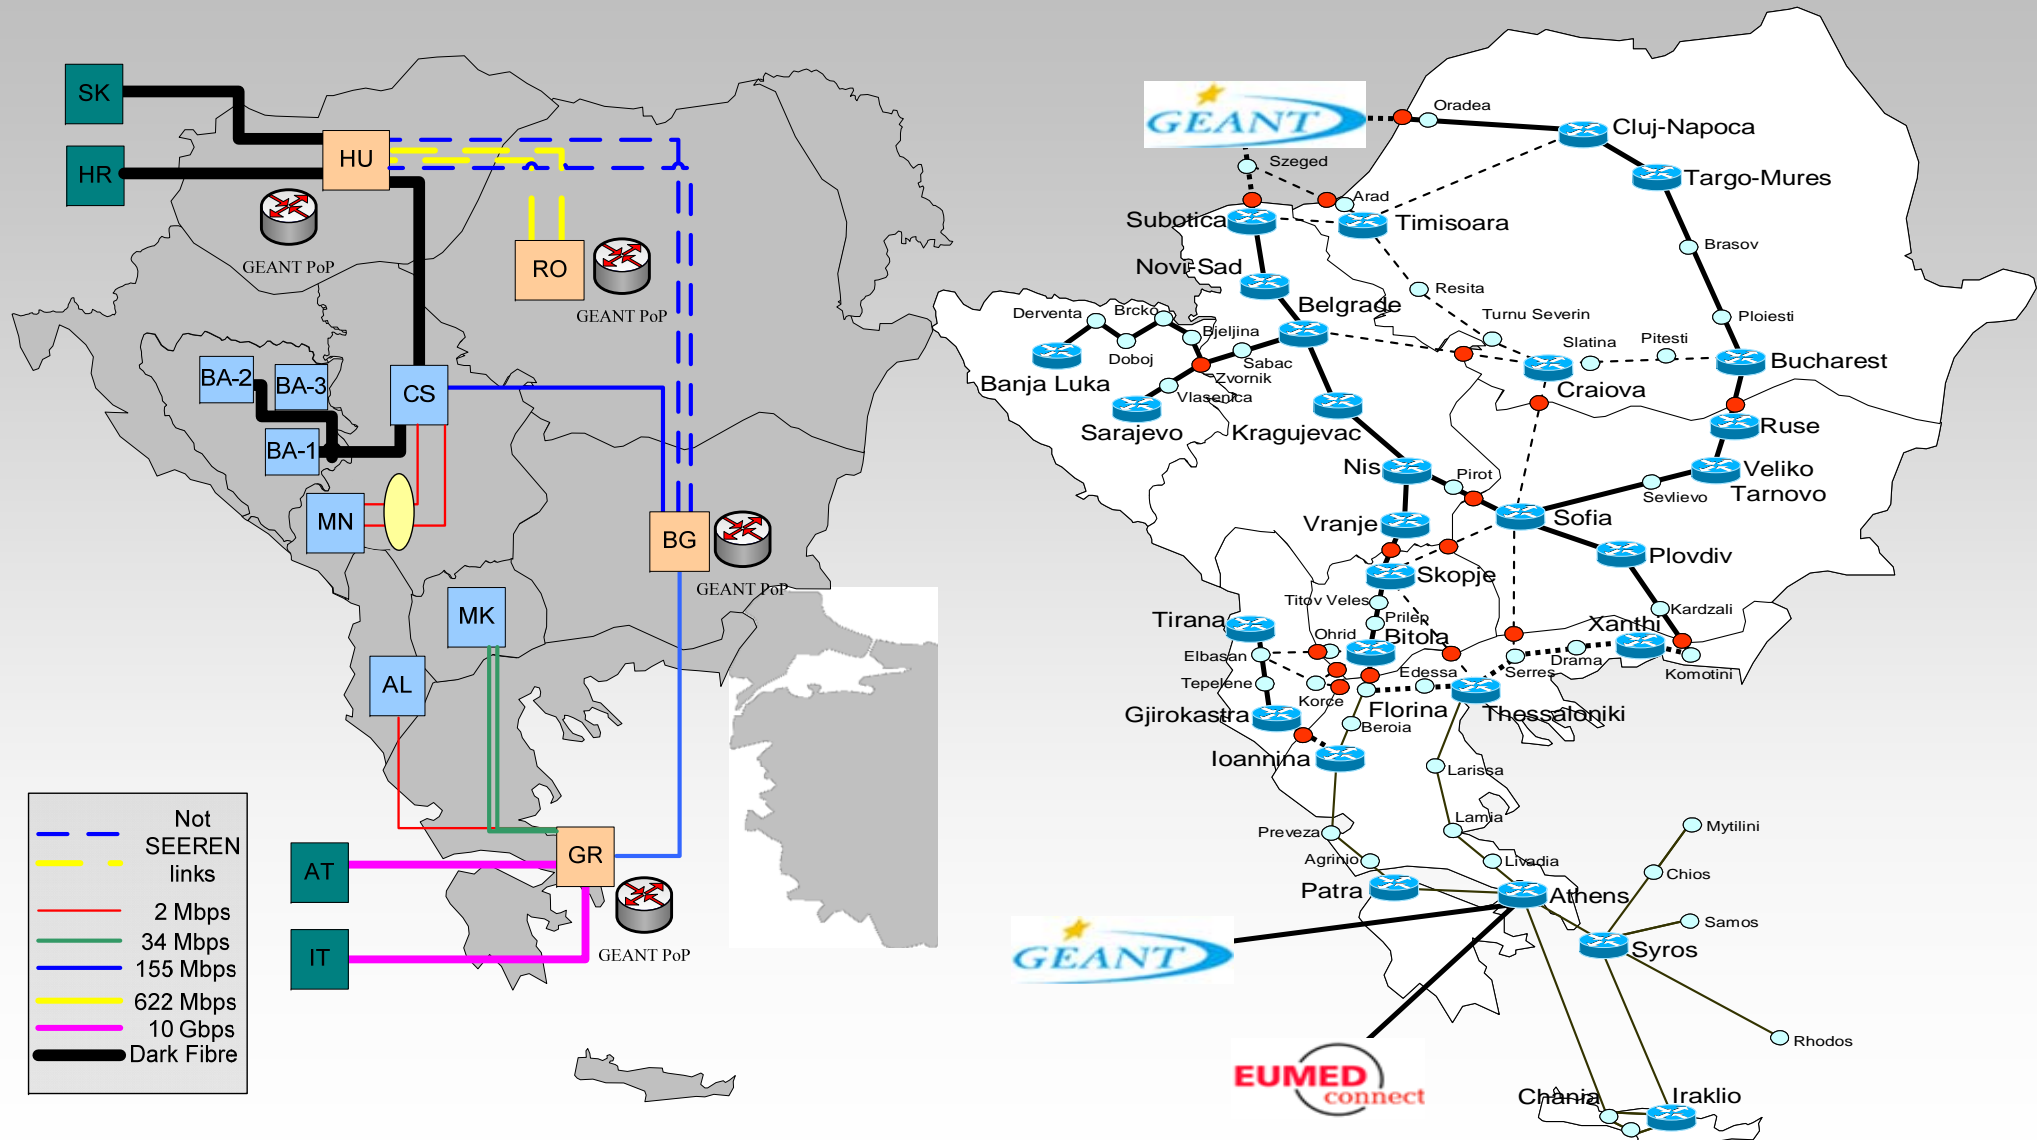 SK
HR
HU
GEANT PoP
RO
GEANT PoP
BA-2
BA-3
CS
BA-1
MN
BG
GEANT PoP
MK
AL
GR
GEANT PoP
AT
IT
Not
SEEREN
links
2 Mbps
34 Mbps
155 Mbps
622 Mbps
10 Gbps
Dark Fibre
GEANT
Oradea
Cluj-Napoca
Szeged
Targo-Mures
Arad
Subotica
Timisoara
Brasov
Novi-Sad
Resita
Belgrade
Derventa
Brcko
Turnu Severin
Ploiesti
Bjeljina
Doboj
Slatina
Pitesti
Sabac
Bucharest
Banja Luka
Zvornik
Craiova
Vlasenica
Sarajevo
Kragujevac
Ruse
Nis
Pirot
Veliko
Tarnovo
Sevlievo
Vranje
Sofia
Plovdiv
Skopje
Titov Veles
Kardzali
Tirana
Prilep
Xanthi
Ohrid
Bitola
Elbasan
Drama
Edessa
Serres
Komotini
Tepelene
Korce
Florina
Gjirokastra
Thessaloniki
Beroia
Ioannina
Larissa
Lamia
Mytilini
Preveza
Agrinio
Livadia
Chios
Patra
Athens
Samos
GEANT
Syros
Rhodos
EUMED
connect
Chania
Iraklio